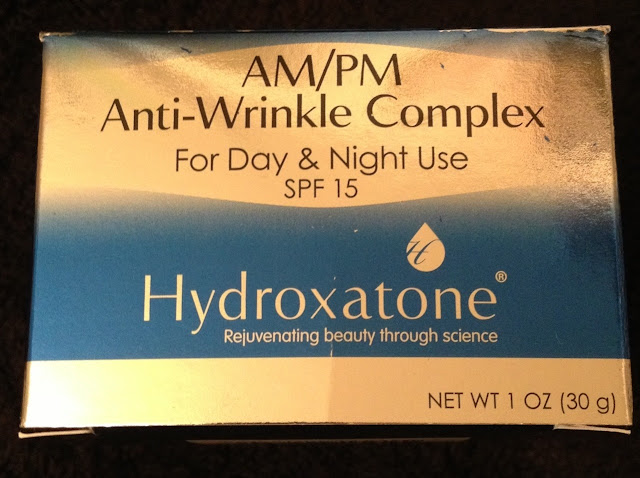 AM/PM
Anti-Wrinkle Complex
For Day & Night Use
SPF 15
H
Hydroxatone®
Rejuvenating beauty through science
NET WT 1 OZ (30 g)